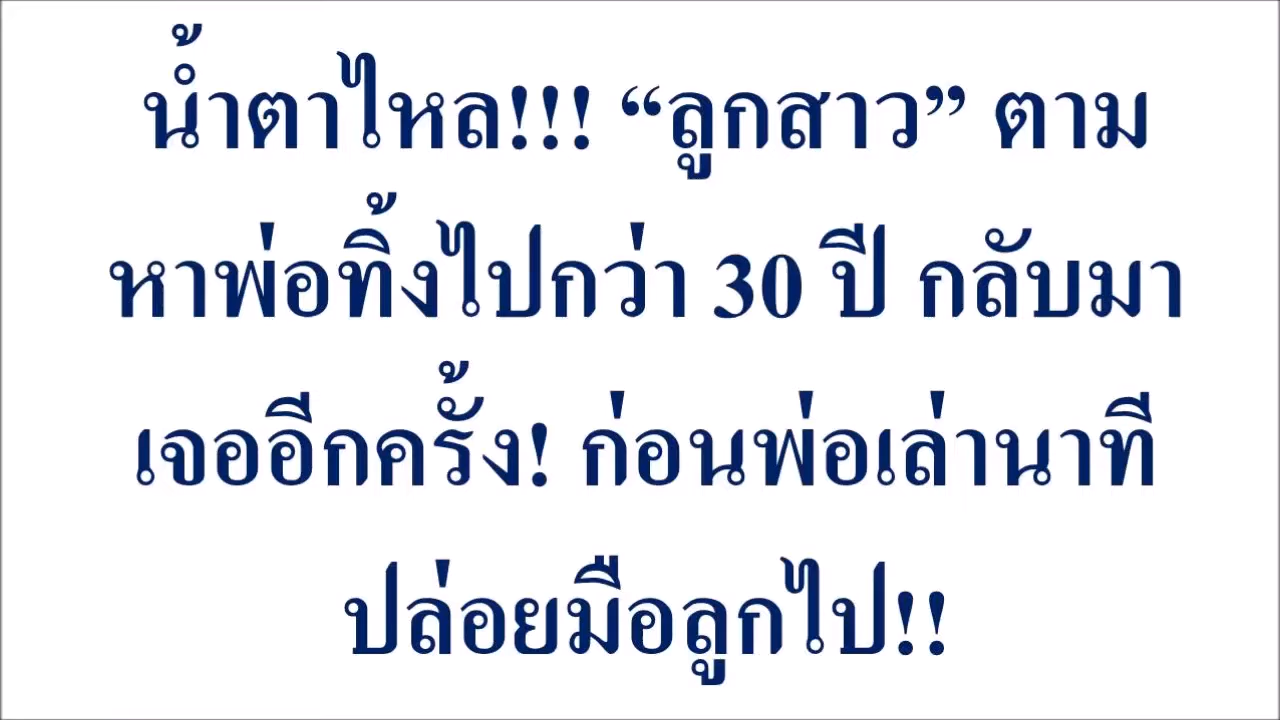 น้ำตาไหล!!! “ลูกสาว” ตาม
หาพ่อทิ้งไปกว่า 30 ปี กลับมา
เจออีกครั้ง! ก่อนพ่อเล่านาที
ปล่อยมือลูกไป!!